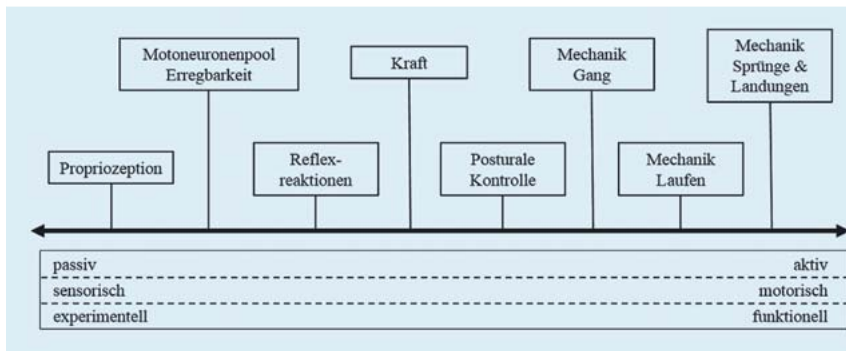 Motoneuronenpool
Erregbarkeit
Kraft
Mechanik
Gang
Mechanik
Sprünge &
Landungen
Propriozeption
Reflex-
reaktionen
Posturale
Kontrolle
Mechanik
Laufen
passiv aktiv
sensorisch motorisch
experimentell funktionell